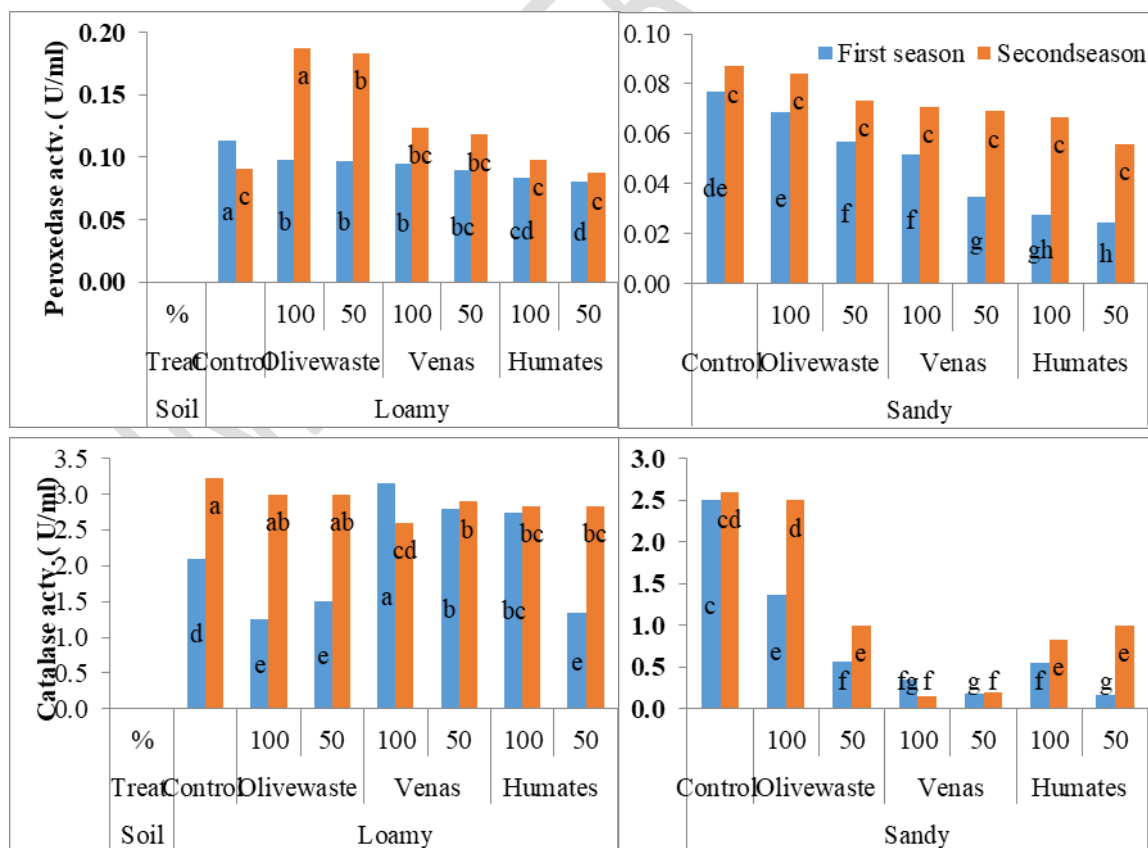 Peroxedase actv.( U/ml)
0.20
0.15
0.10
0.05
0.00
a
c
b
a
b
b
b
bc
bc
bc
cd
c
d
c
%
100
50
100
50
100
50
Treat
Control
Olivewaste
Venas
Humates
Soil
Loamy
First season
Secondseason
0.10
0.08
0.06
0.04
0.02
0.00
de
c
e
c
f
c
f
c
g
c
gh
c
h
c
100
50
100
50
100
50
Control
Olivewaste
Venas
Humates
Sandy
Catalase actv.( U/ml)
3.5
3.0
2.5
2.0
1.5
1.0
0.5
0.0
d
a
e
ab
e
ab
a
cd
b
b
bc
bc
e
bc
%
100
50
100
50
100
50
Treat
Control
Olivewaste
Venas
Humates
Soil
Loamy
3.0
2.5
2.0
1.5
1.0
0.5
0.0
c
cd
e
d
f
e
fg
f
g
f
f
e
g
e
100
50
100
50
100
50
Control
Olivewaste
Venas
Humates
Sandy